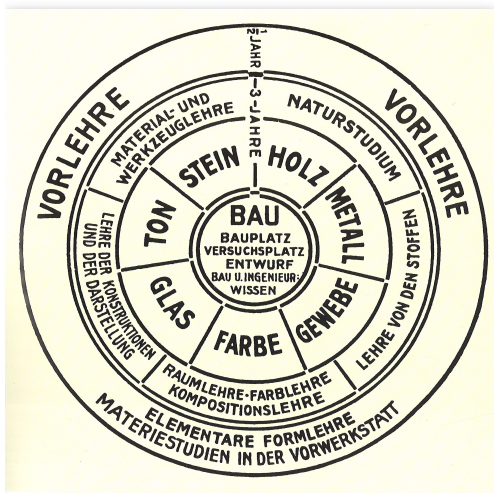 ½ JAHR
VORLEHRE
VORLEHRE
ELEMENTARE FORMLEHRE
MATERIESTUDIEN IN DER VORWERKSTATT
3-JAHRE
MATERIAL- UND
WERKZEUGLEHRE
NATURSTUDIUM
LEHRE VON DEN STOFFEN
RAUMLEHRE-FARBLEHRE
KOMPOSITIONSLEHRE
LEHRE DER KONSTRUKTIONEN
UND DER DARSTELLUNG
STEIN
HOLZ
METALL
GEWEBE
FARBE
GLAS
TON
BAU
BAUPLATZ
VERSUCHSPLATZ
ENTWURF
BAU U. INGENIEUR=
WISSEN